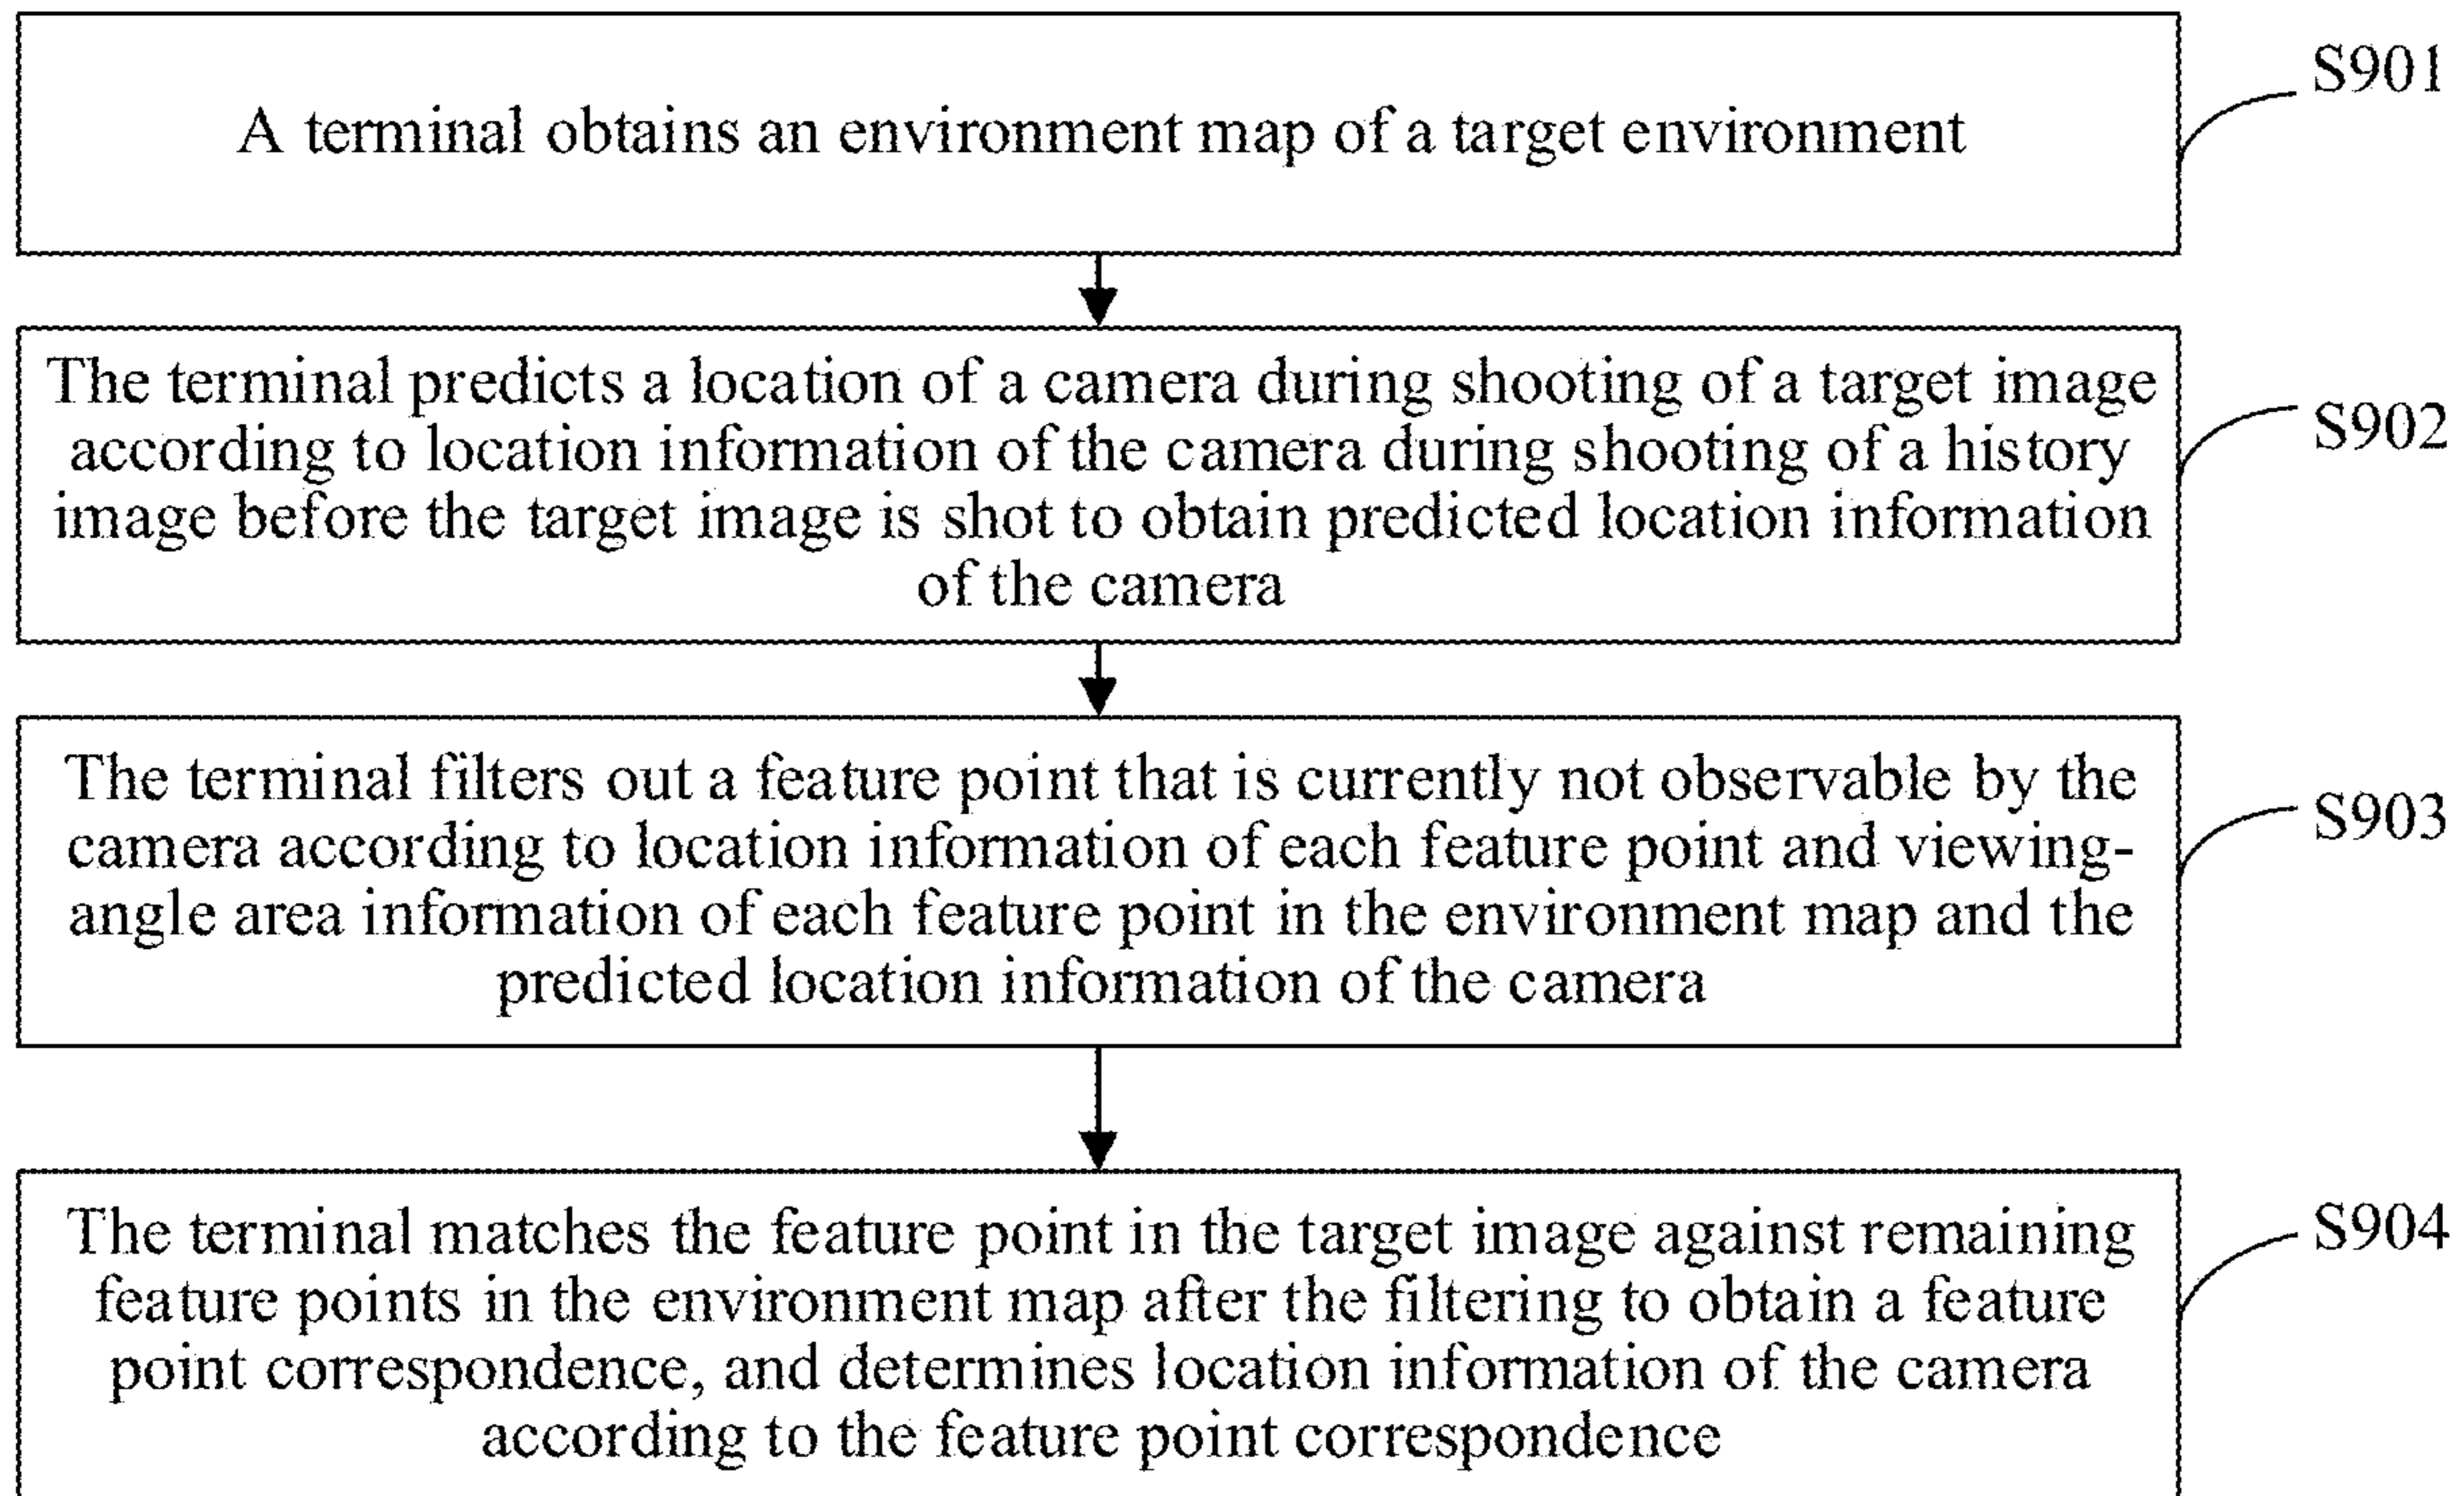 A terminal obtains an environment map of a target environment
S901
The terminal predicts a location of a camera during shooting of a target image
according to location information of the camera during shooting of a history
image before the target image is shot to obtain predicted location information
of the camera
S902
The terminal filters out a feature point that is currently not observable by the
camera according to location information of each feature point and viewing-
angle area information of each feature point in the environment map and the
predicted location information of the camera
S903
The terminal matches the feature point in the target image against remaining
feature points in the environment map after the filtering to obtain a feature
point correspondence, and determines location information of the camera
according to the feature point correspondence
S904